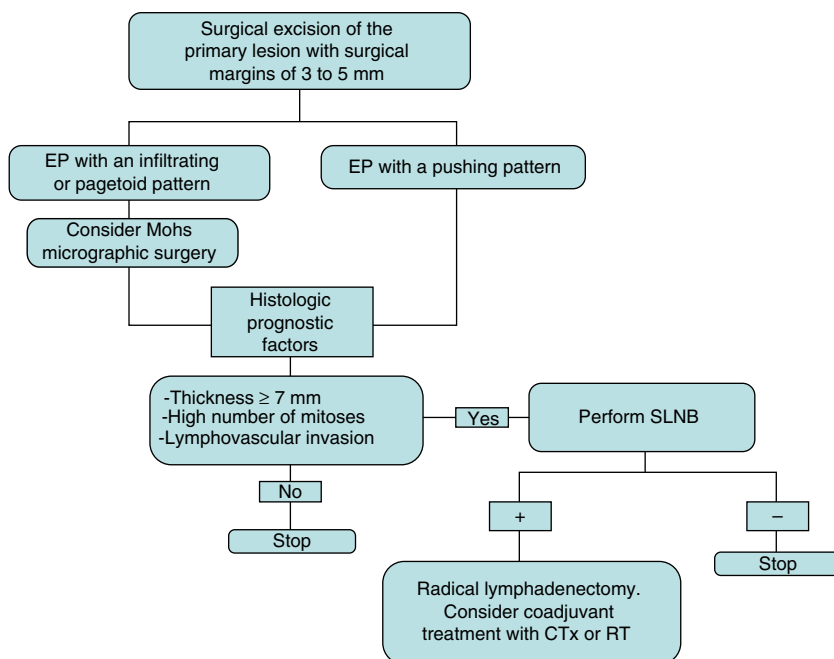 Surgical excision of the
primary lesion with surgical
margins of 3 to 5 mm
EP with an infiltrating
or pagetoid pattern
EP with a pushing pattern
Consider Mohs
micrographic surgery
Histologic
prognostic
factors
-Thickness ≥ 7 mm
-High number of mitoses
-Lymphovascular invasion
Yes
Perform SLNB
No
Stop
+
–
Stop
Radical lymphadenectomy.
Consider coadjuvant
treatment with CTx or RT